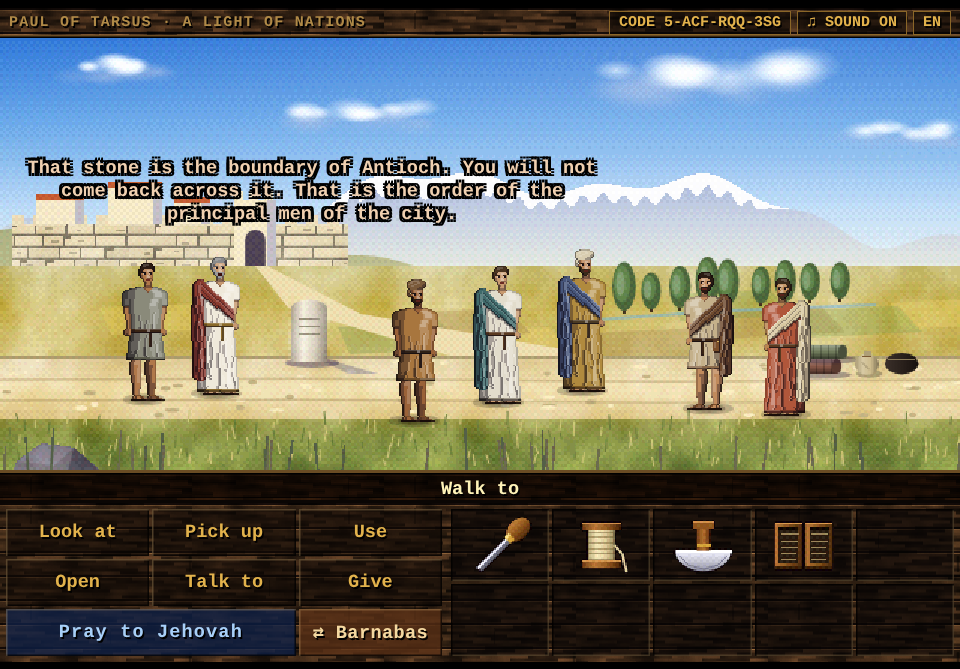 PAUL OF TARSUS · A LIGHT OF NATIONS
CODE 5-ACF-RQQ-3SG
♫ SOUND ON
EN
That stone is the boundary of Antioch. You will not
come back across it. That is the order of the
principal men of the city.
Walk to
Look at
Pick up
Use
Open
Talk to
Give
Pray to Jehovah
⇄ Barnabas